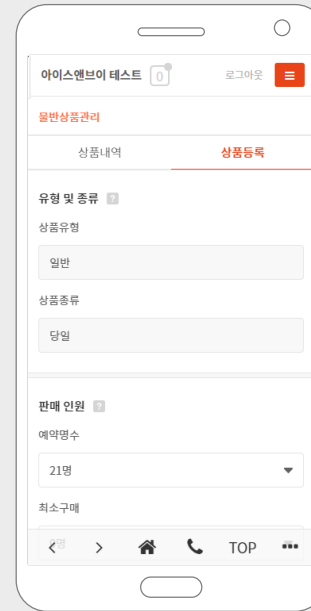 아이스앤브이 테스트 0 로그아웃
물반상품관리
상품내역 상품등록
유형 및 종류 ?
상품유형
일반
상품종류
당일
판매 인원 ?
예약명수
21명
최소구매
TOP